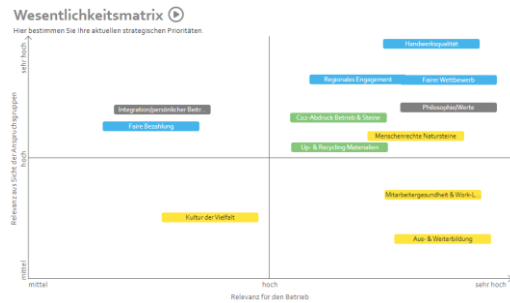 Wesentlichkeitsmatrix
Hier bestimmen Sie Ihre aktuellen strategischen Prioritäten.
sehr hoch
Handwerksqualität
Regionales Engagement
Fairer Wettbewerb
Integration/persönlicher Beitr...
Philosophie/Werte
Co2-Abdruck Betrieb & Steine
Faire Bezahlung
Menschenrechte Natursteine
Up- & Recycling Materialien
Relevanz aus Sicht der Anspruchsgruppen
hoch
Mitarbeitergesundheit & Work-L...
Kultur der Vielfalt
Aus- & Weiterbildung
mittel
mittel
hoch
sehr hoch
Relevanz für den Betrieb